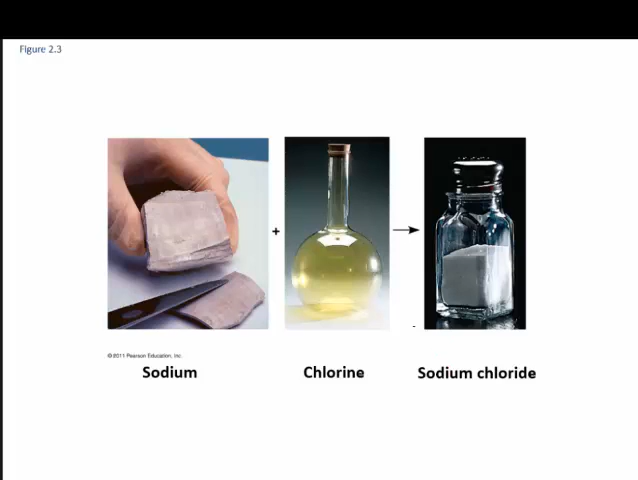 Figure 2.3
+
© 2011 Pearson Education, Inc.
Sodium
Chlorine
Sodium chloride